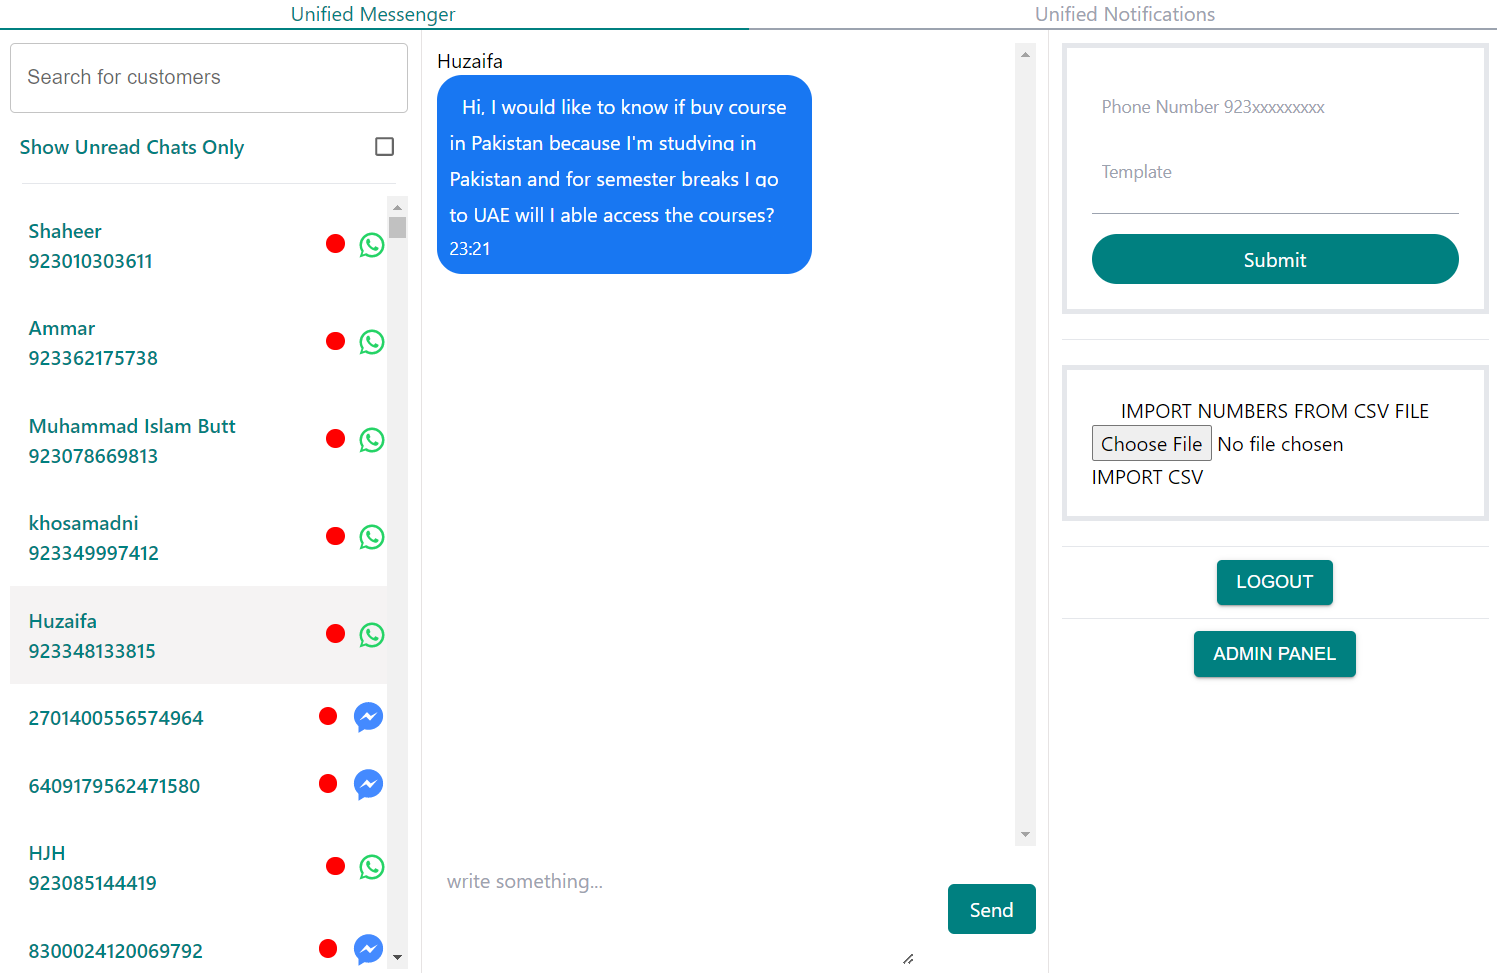 Unified Messenger
Unified Notifications
Search for customers
Show Unread Chats Only
Shaheer
923010303611
Ammar
923362175738
Muhammad Islam Butt
923078669813
khosamadni
923349997412
Huzaifa
923348133815
2701400556574964
6409179562471580
HJH
923085144419
8300024120069792
Huzaifa
Hi, I would like to know if buy course
in Pakistan because I'm studying in
Pakistan and for semester breaks I go
to UAE will I able access the courses?
23:21
write something...
Send
Phone Number 923xxxxxxxxx
Template
Submit
IMPORT NUMBERS FROM CSV FILE
Choose File No file chosen
IMPORT CSV
LOGOUT
ADMIN PANEL